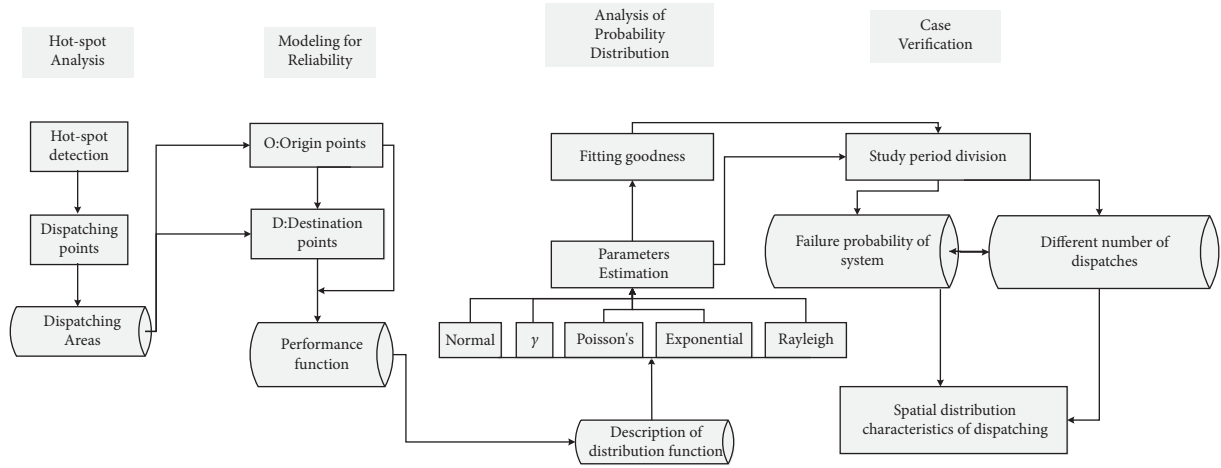 Hot-spot
Analysis
Modeling for
Reliability
Analysis of
Probability
Distribution
Case
Verification
Hot-spot
detection
Dispatching
points
Dispatching
Areas
O:Origin points
D:Destination
points
Performance
function
Fitting goodness
Parameters
Estimation
Normal
γ
Poisson's
Exponential
Rayleigh
Description of
distribution function
Study period division
Failure probability of
system
Different number of
dispatches
Spatial distribution
characteristics of dispatching